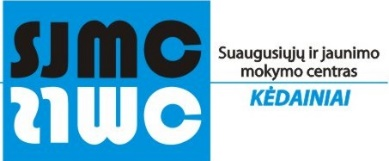 SJMC
SJMC
Suaugusiųjų ir jaunimo
mokymo centras
KĖDAINIAI